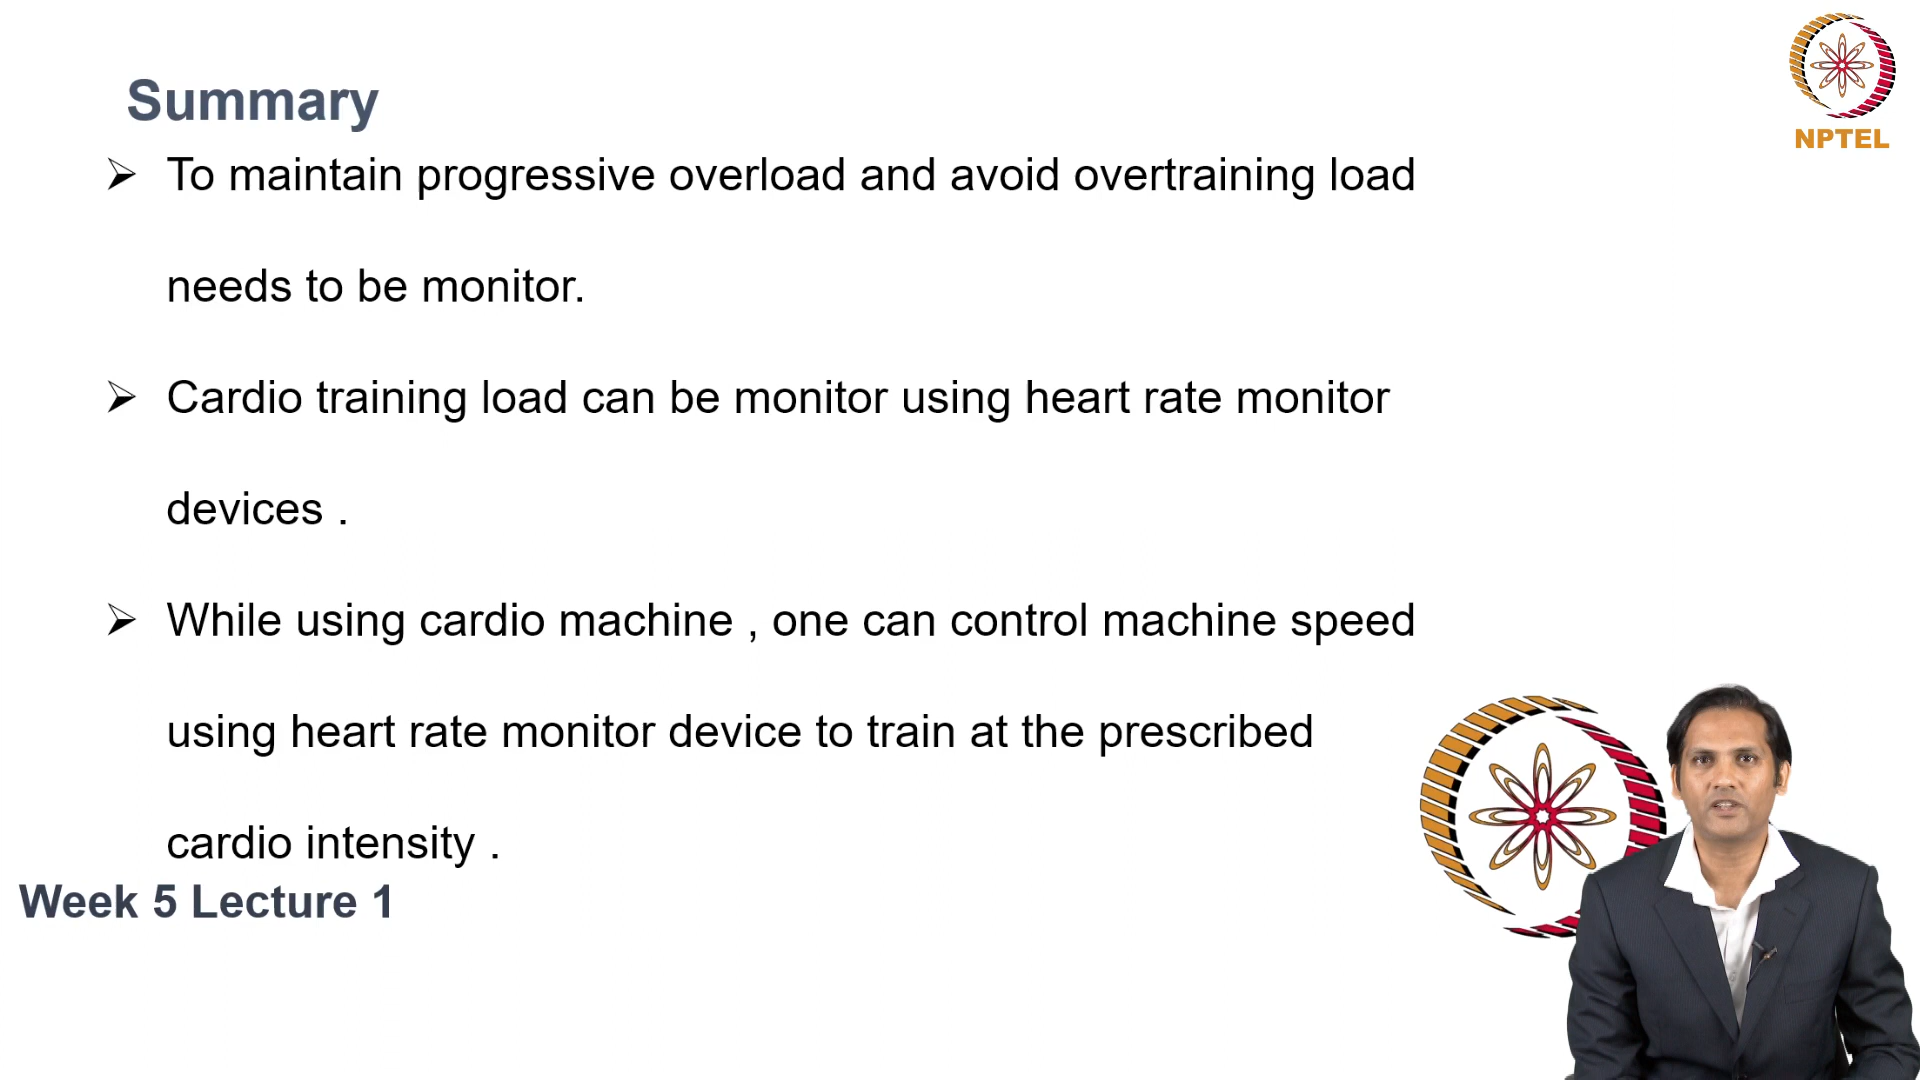 Summary
NPTEL
➢ To maintain progressive overload and avoid overtraining load
needs to be monitor.
➢ Cardio training load can be monitor using heart rate monitor
devices .
➢ While using cardio machine , one can control machine speed
using heart rate monitor device to train at the prescribed
cardio intensity .
Week 5 Lecture 1